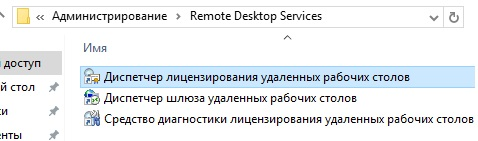 « Администрирование › Remote Desktop Services
Имя
доступ
й стол
Диспетчер лицензирования удаленных рабочих столов
Диспетчер шлюза удаленных рабочих столов
ки
Средство диагностики лицензирования удаленных рабочих столов
енты